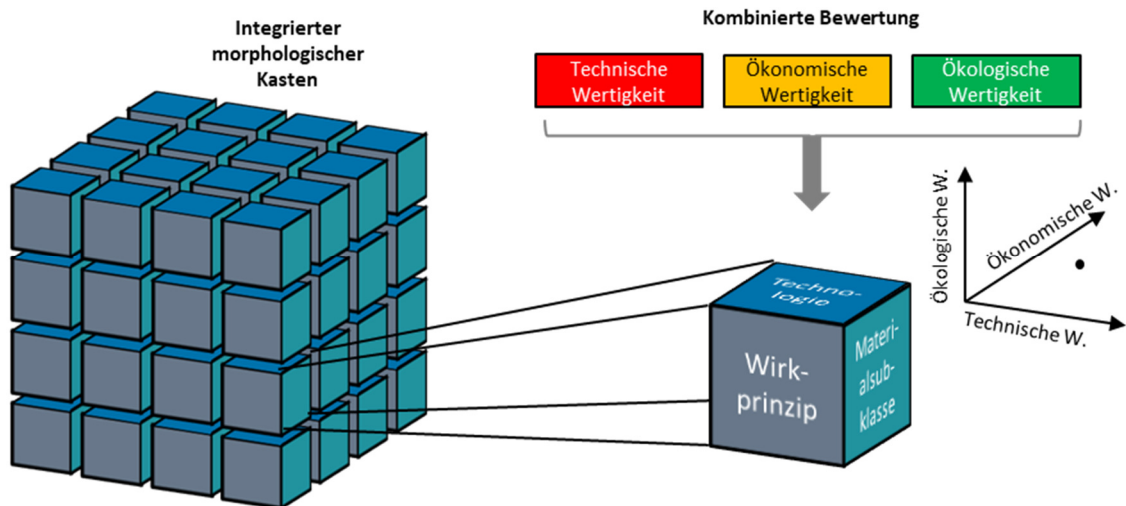 Integrierter
morphologischer
Kasten
Kombinierte Bewertung
Technische
Wertigkeit
Ökonomische
Wertigkeit
Ökologische
Wertigkeit
Ökologische W.
Ökonomische W.
Technische W.
Techno-
logie
Wirk-
prinzip
Materi-
alsub-
klasse